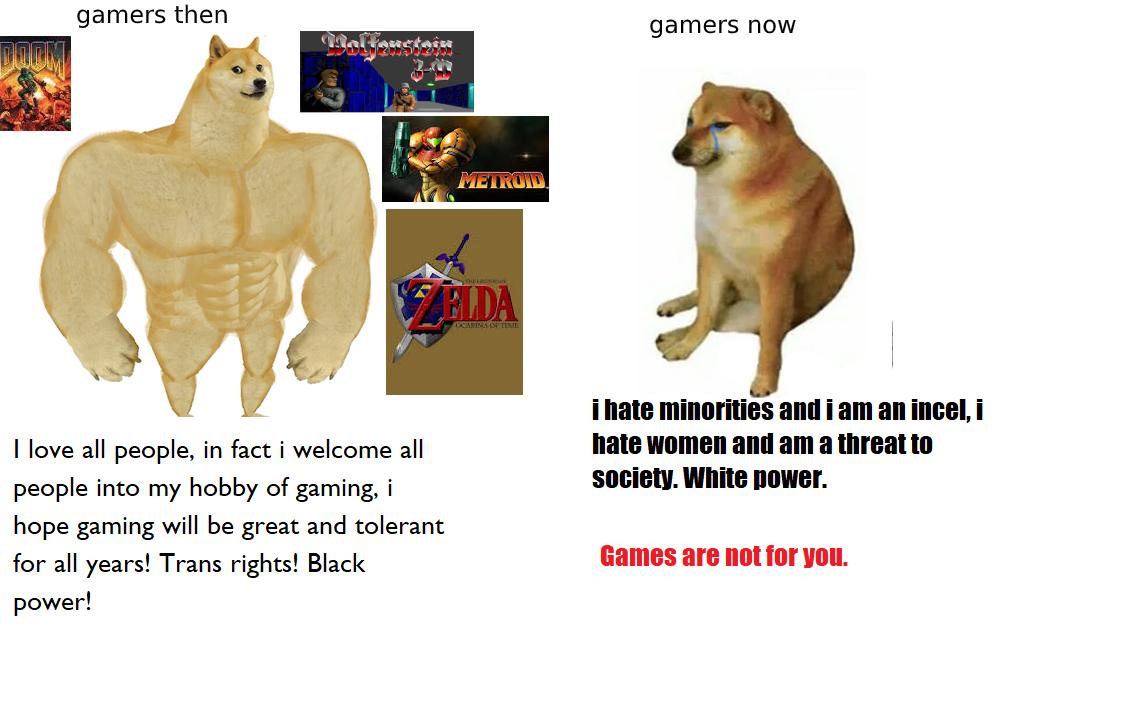 gamers then
DOOM
Wolfenstein
3-D
METROID
THE LEGEND OF
ZELDA
OCARINA OF TIME
I love all people, in fact i welcome all
people into my hobby of gaming, i
hope gaming will be great and tolerant
for all years! Trans rights! Black
power!
gamers now
i hate minorities and i am an incel, i
hate women and am a threat to
society. White power.
Games are not for you.